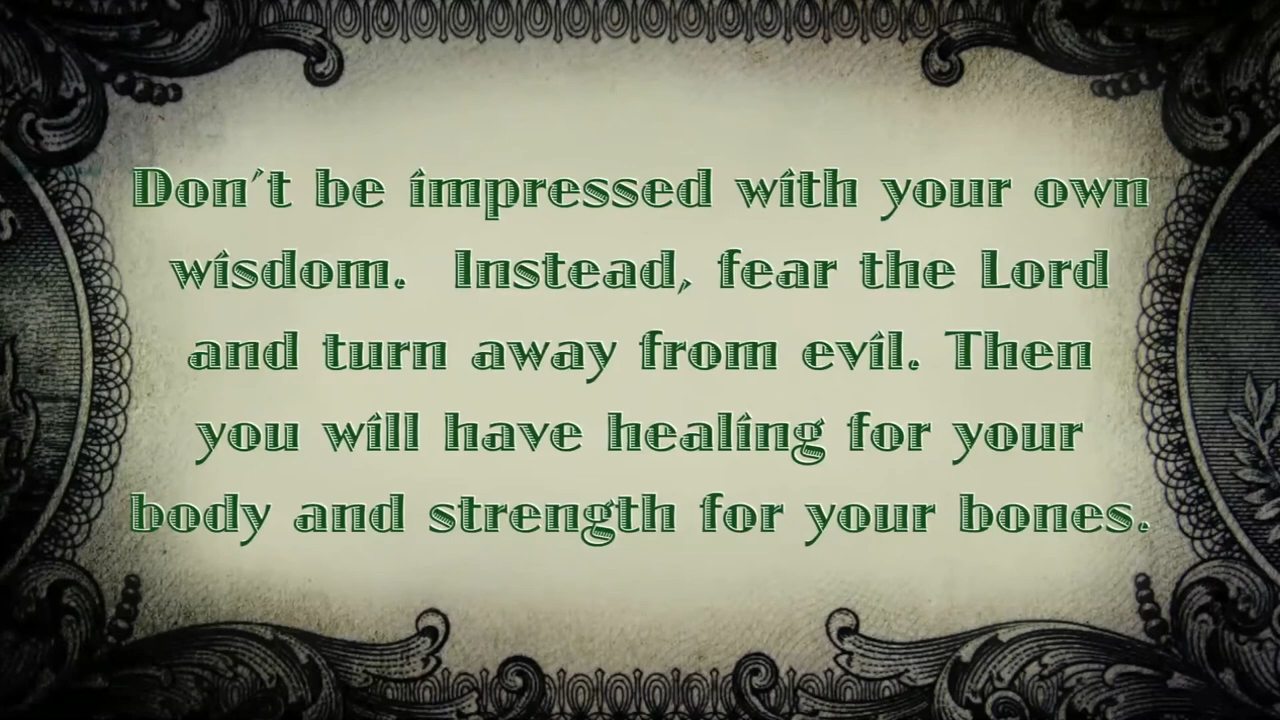 Don't be impressed with your own
wisdom.  Instead, fear the Lord
and turn away from evil. Then
you will have healing for your
body and strength for your bones.